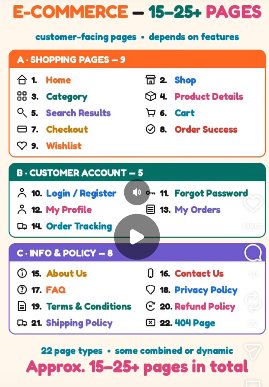 E-COMMERCE – 15–25+ PAGES
customer-facing pages • depends on features
A · SHOPPING PAGES – 9
1. Home
2. Shop
3. Category
4. Product Details
5. Search Results
6. Cart
7. Checkout
8. Order Success
9. Wishlist
B · CUSTOMER ACCOUNT – 5
10. Login / Register
11. Forgot Password
12. My Profile
13. My Orders
14. Order Tracking
C · INFO & POLICY – 8
15. About Us
16. Contact Us
17. FAQ
18. Privacy Policy
19. Terms & Conditions
20. Refund Policy
21. Shipping Policy
22. 404 Page
22 page types • some combined or dynamic
Approx. 15–25+ pages in total